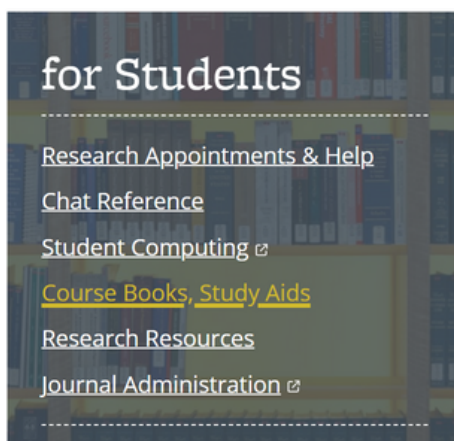 for Students
Research Appointments & Help
Chat Reference
Student Computing
Course Books, Study Aids
Research Resources
Journal Administration